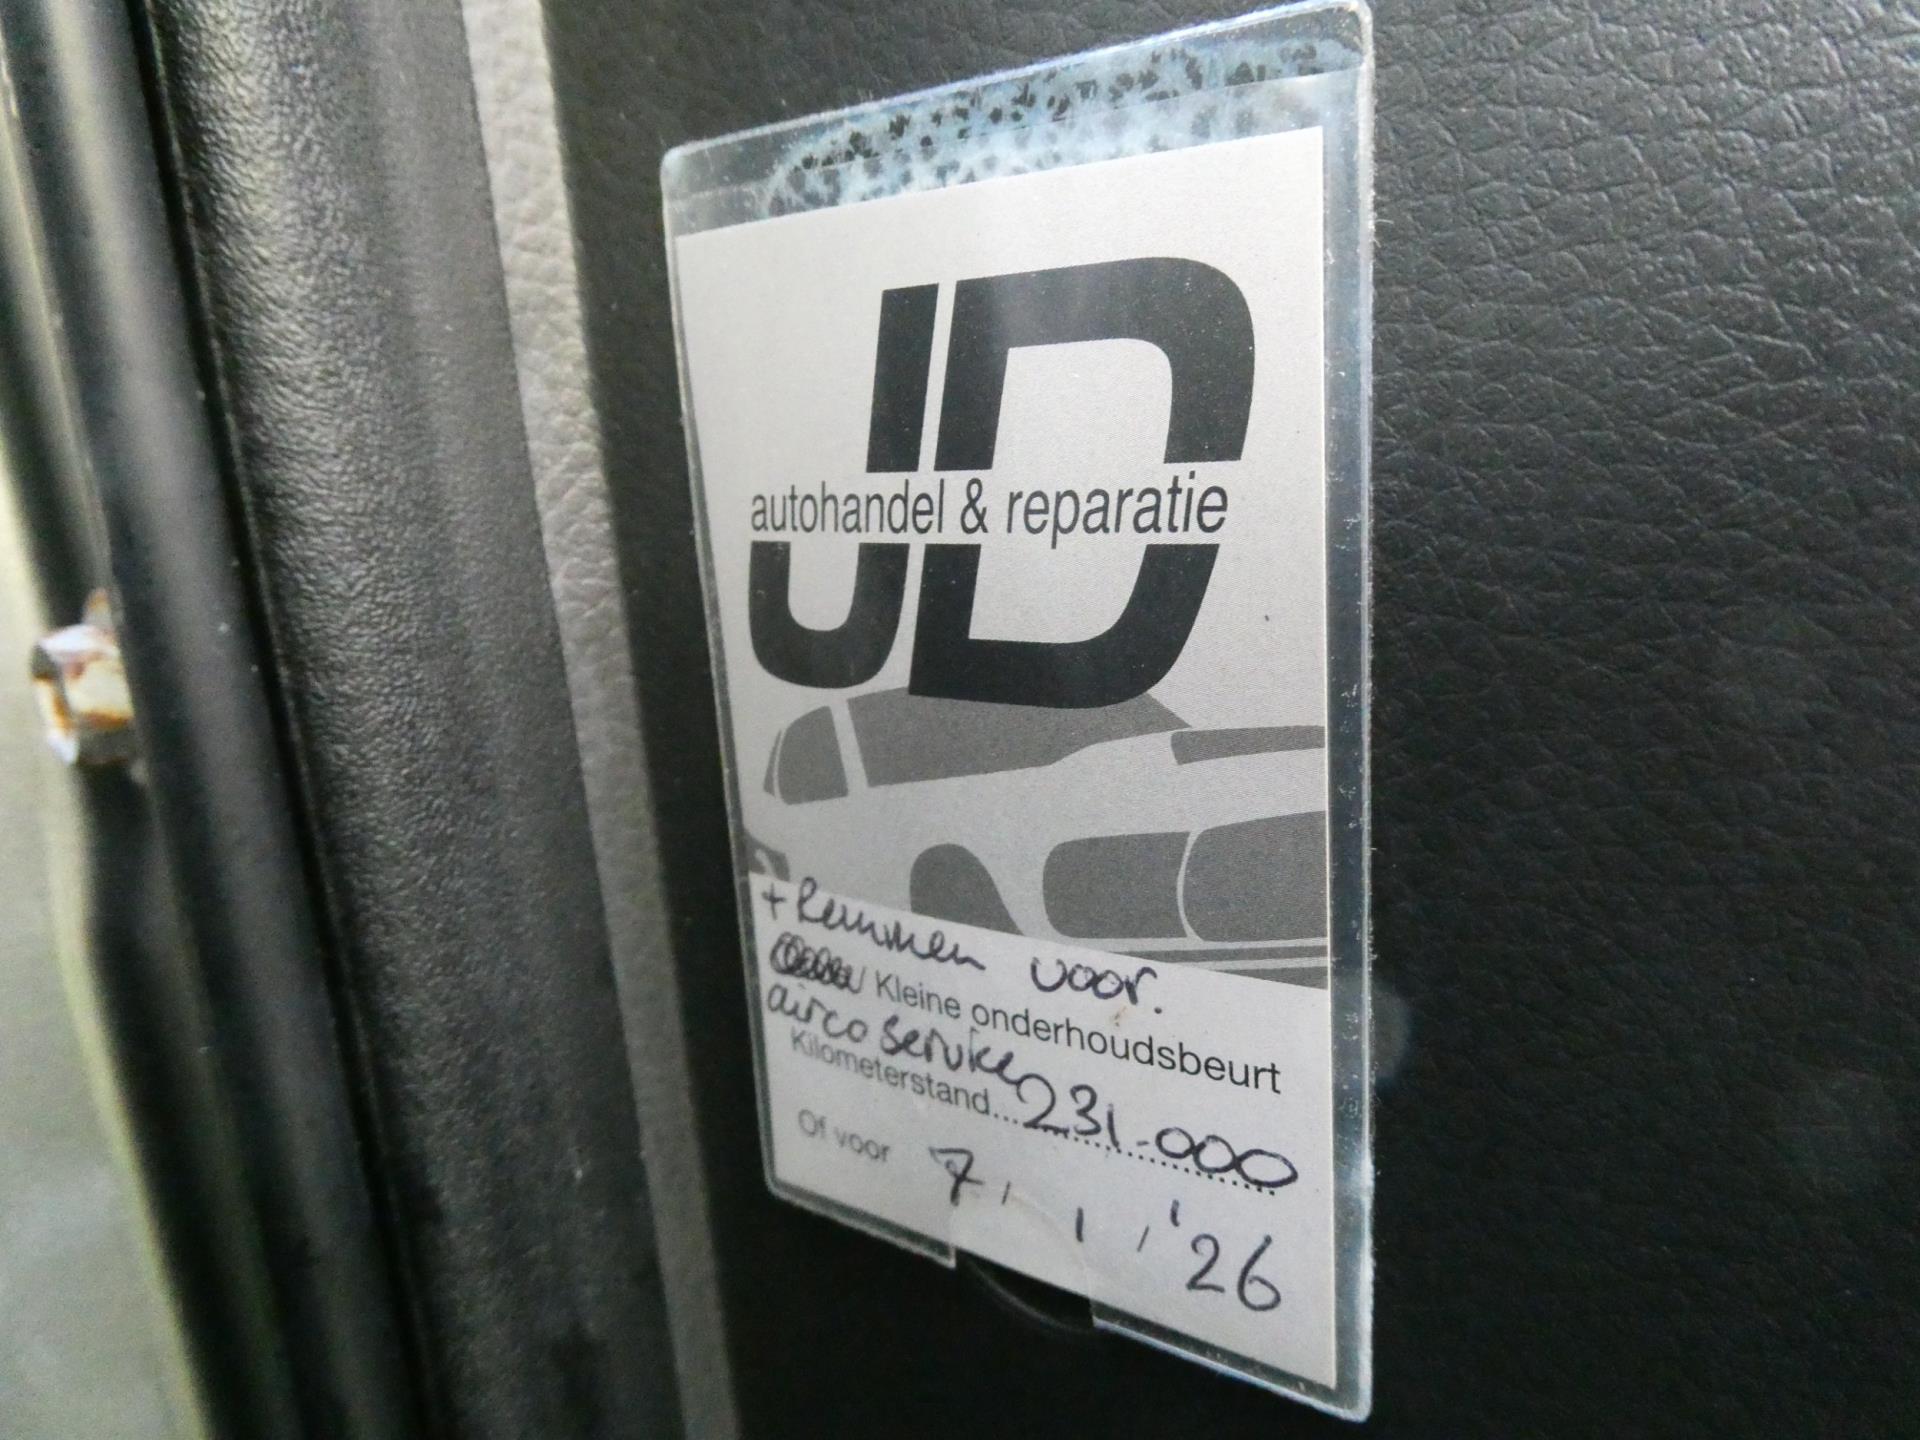 JD
autohandel & reparatie
+ Remmen voor.
/ Kleine onderhoudsbeurt
airco service
Kilometerstand... 231.000
Of voor 7, 1, '26